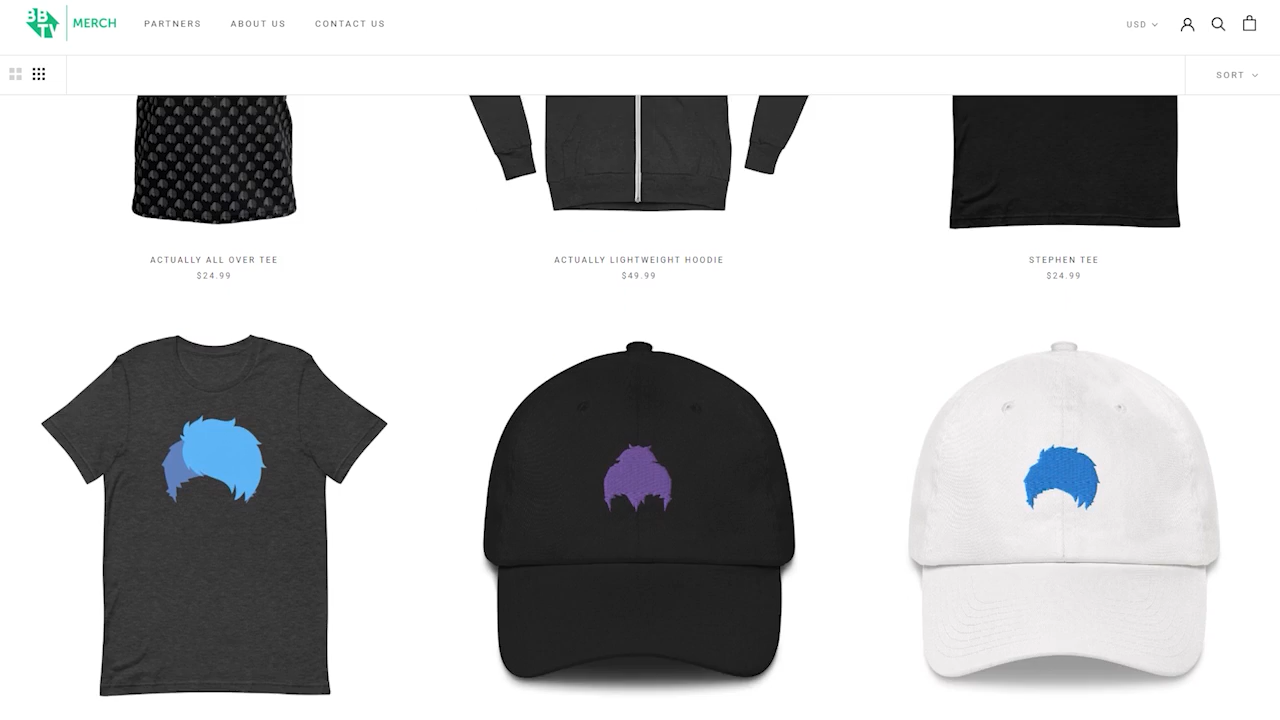 BB
TV
MERCH
PARTNERS
ABOUT US
CONTACT US
USD
SORT
ACTUALLY ALL OVER TEE
$24.99
ACTUALLY LIGHTWEIGHT HOODIE
$49.99
STEPHEN TEE
$24.99